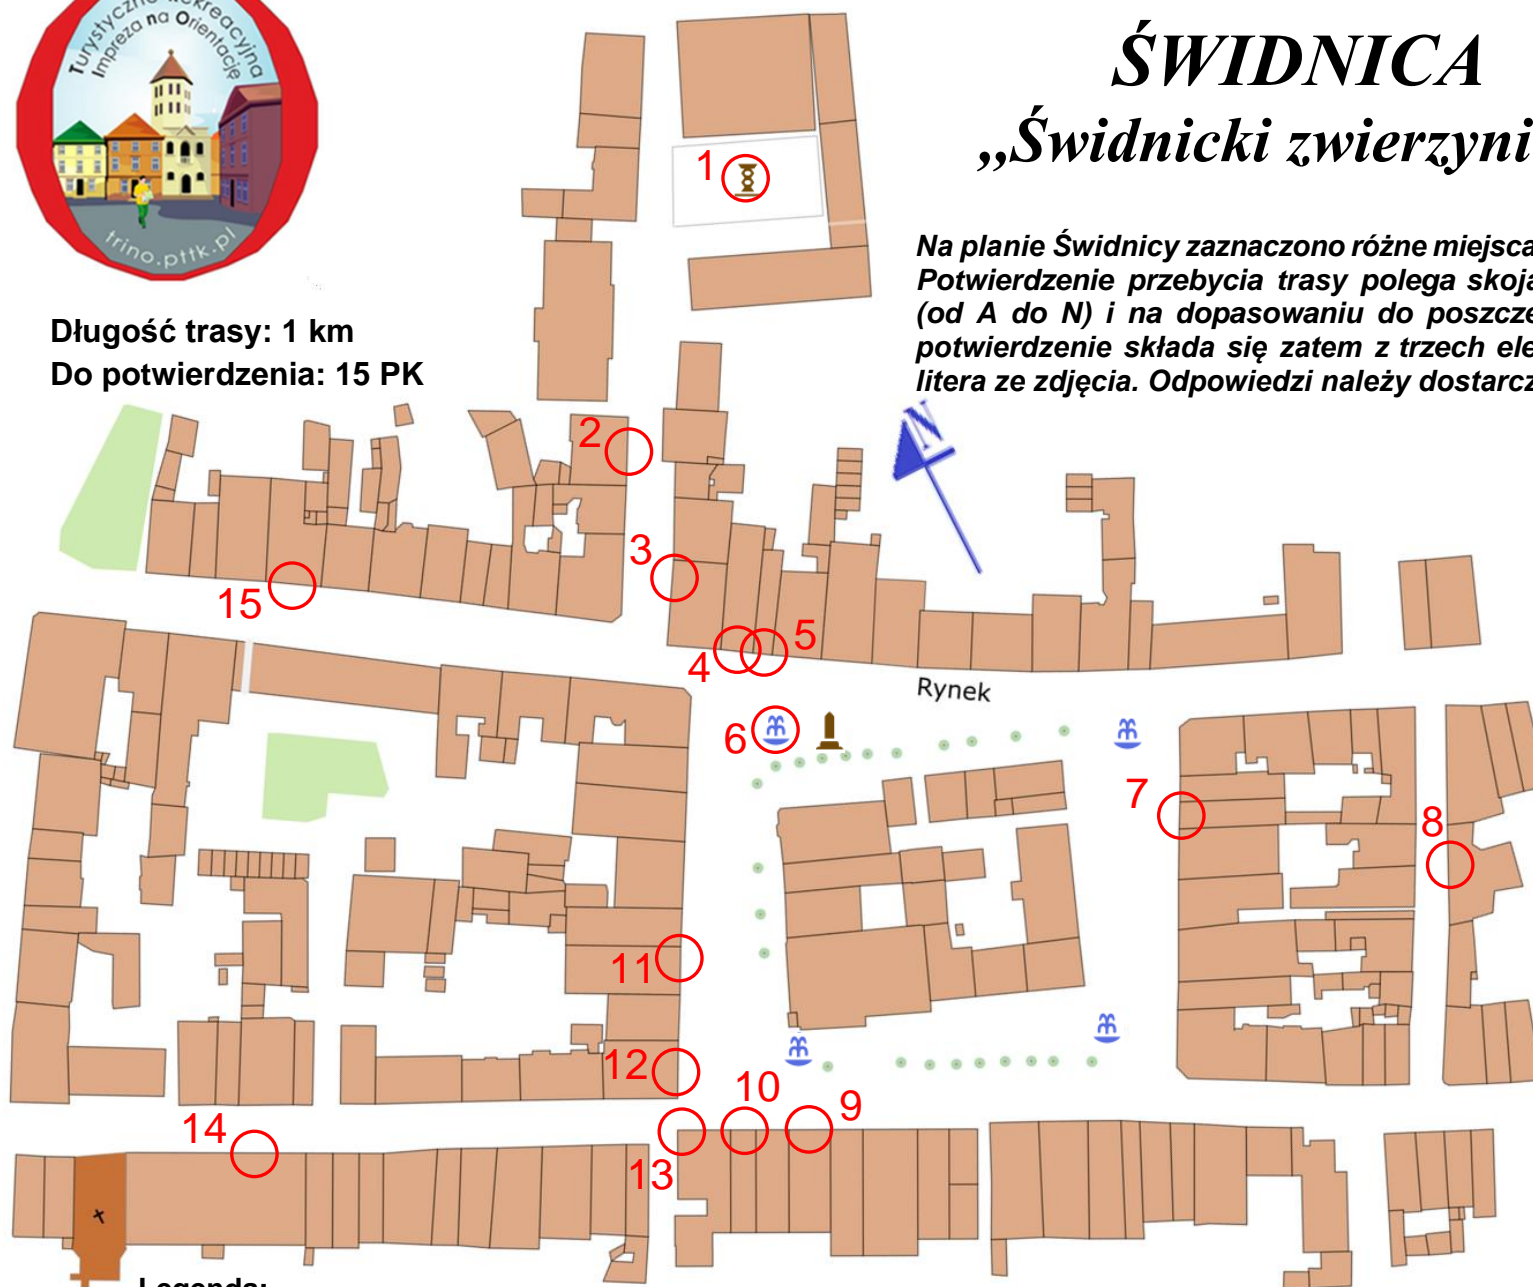 Turystyczno Rekreacyjna
Impreza na Orientację
trino.pttk.pl
ŚWIDNICA
„Świdnicki zwierzyni
Na planie Świdnicy zaznaczono różne miejsca
Potwierdzenie przebycia trasy polega skoja
(od A do N) i na dopasowaniu do poszcze
potwierdzenie składa się zatem z trzech ele
litera ze zdjęcia. Odpowiedzi należy dostarcz
Długość trasy: 1 km
Do potwierdzenia: 15 PK
N
1
2
3
15
4
5
Rynek
6
7
8
11
12
10
9
14
13
Legenda: